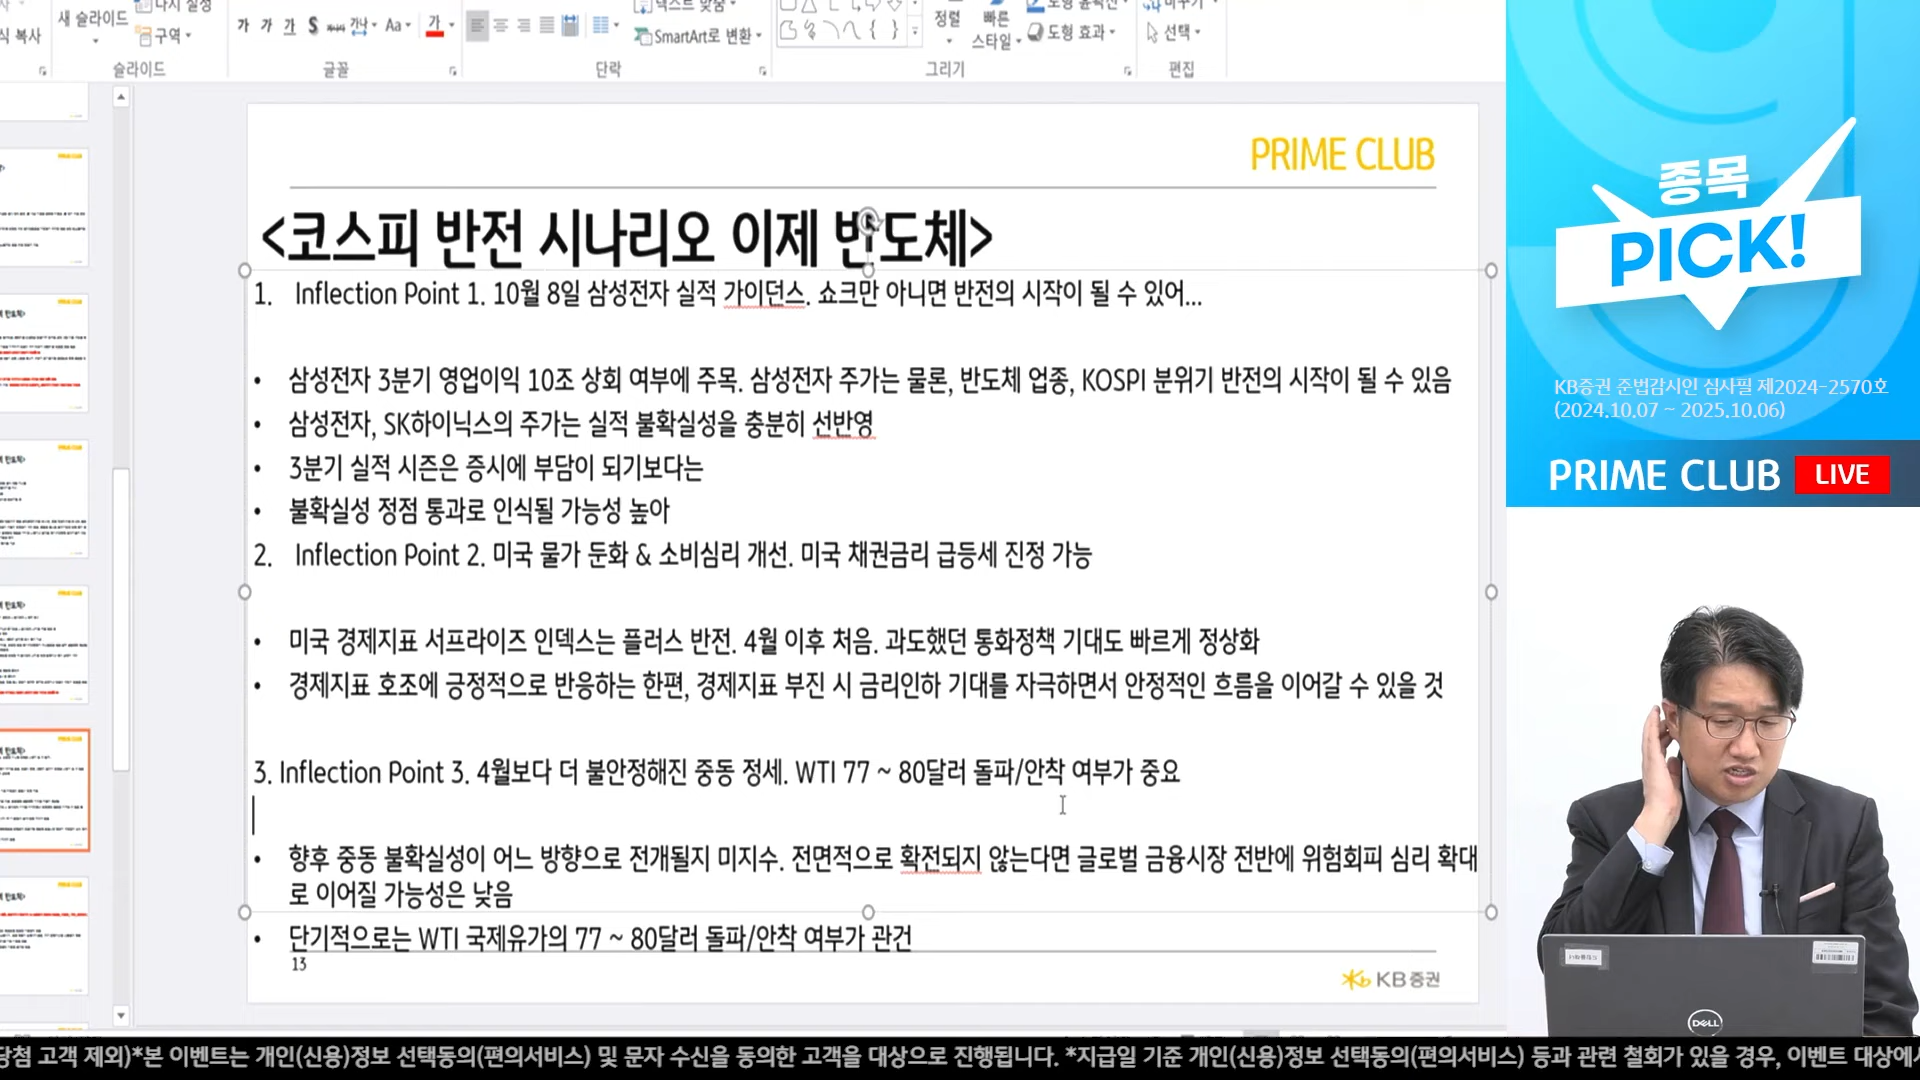 다시 설정
새 슬라이드
식 복사
구역
슬라이드
가 가 가 S
Aa
가
글꼴
텍스트 맞춤
SmartArt로 변환
단락
정렬
빠른
스타일
도형 윤곽선
도형 효과
그리기
바꾸기
선택
편집
PRIME CLUB
<코스피 반전 시나리오 이제 반도체>
1. Inflection Point 1. 10월 8일 삼성전자 실적 가이던스. 쇼크만 아니면 반전의 시작이 될 수 있어...
• 삼성전자 3분기 영업이익 10조 상회 여부에 주목. 삼성전자 주가는 물론, 반도체 업종, KOSPI 분위기 반전의 시작이 될 수 있음
• 삼성전자, SK하이닉스의 주가는 실적 불확실성을 충분히 선반영
• 3분기 실적 시즌은 증시에 부담이 되기보다는
• 불확실성 정점 통과로 인식될 가능성 높아
2. Inflection Point 2. 미국 물가 둔화 & 소비심리 개선. 미국 채권금리 급등세 진정 가능
• 미국 경제지표 서프라이즈 인덱스는 플러스 반전. 4월 이후 처음. 과도했던 통화정책 기대도 빠르게 정상화
• 경제지표 호조에 긍정적으로 반응하는 한편, 경제지표 부진 시 금리인하 기대를 자극하면서 안정적인 흐름을 이어갈 수 있을 것
3. Inflection Point 3. 4월보다 더 불안정해진 중동 정세. WTI 77 ~ 80달러 돌파/안착 여부가 중요
• 향후 중동 불확실성이 어느 방향으로 전개될지 미지수. 전면적으로 확전되지 않는다면 글로벌 금융시장 전반에 위험회피 심리 확대
로 이어질 가능성은 낮음
• 단기적으로는 WTI 국제유가의 77 ~ 80달러 돌파/안착 여부가 관건
13
KB증권
종목
PICK!
KB증권 준법감시인 심사필 제2024-2570호
(2024.10.07 ~ 2025.10.06)
PRIME CLUB LIVE
DELL
당첨 고객 제외)*본 이벤트는 개인(신용)정보 선택동의(편의서비스) 및 문자 수신을 동의한 고객을 대상으로 진행됩니다. *지급일 기준 개인(신용)정보 선택동의(편의서비스) 등과 관련 철회가 있을 경우, 이벤트 대상에서